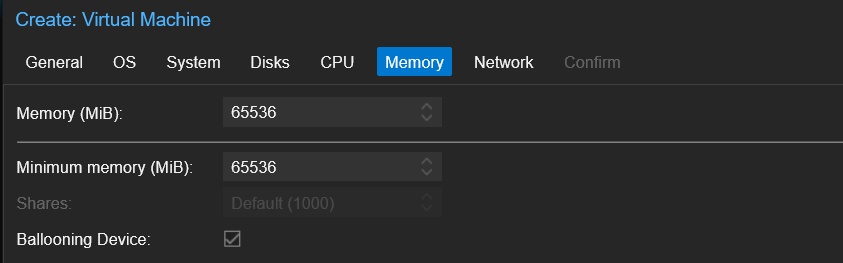 Create: Virtual Machine
General OS System Disks CPU Memory Network Confirm
Memory (MiB): 65536
Minimum memory (MiB): 65536
Shares: Default (1000)
Ballooning Device: